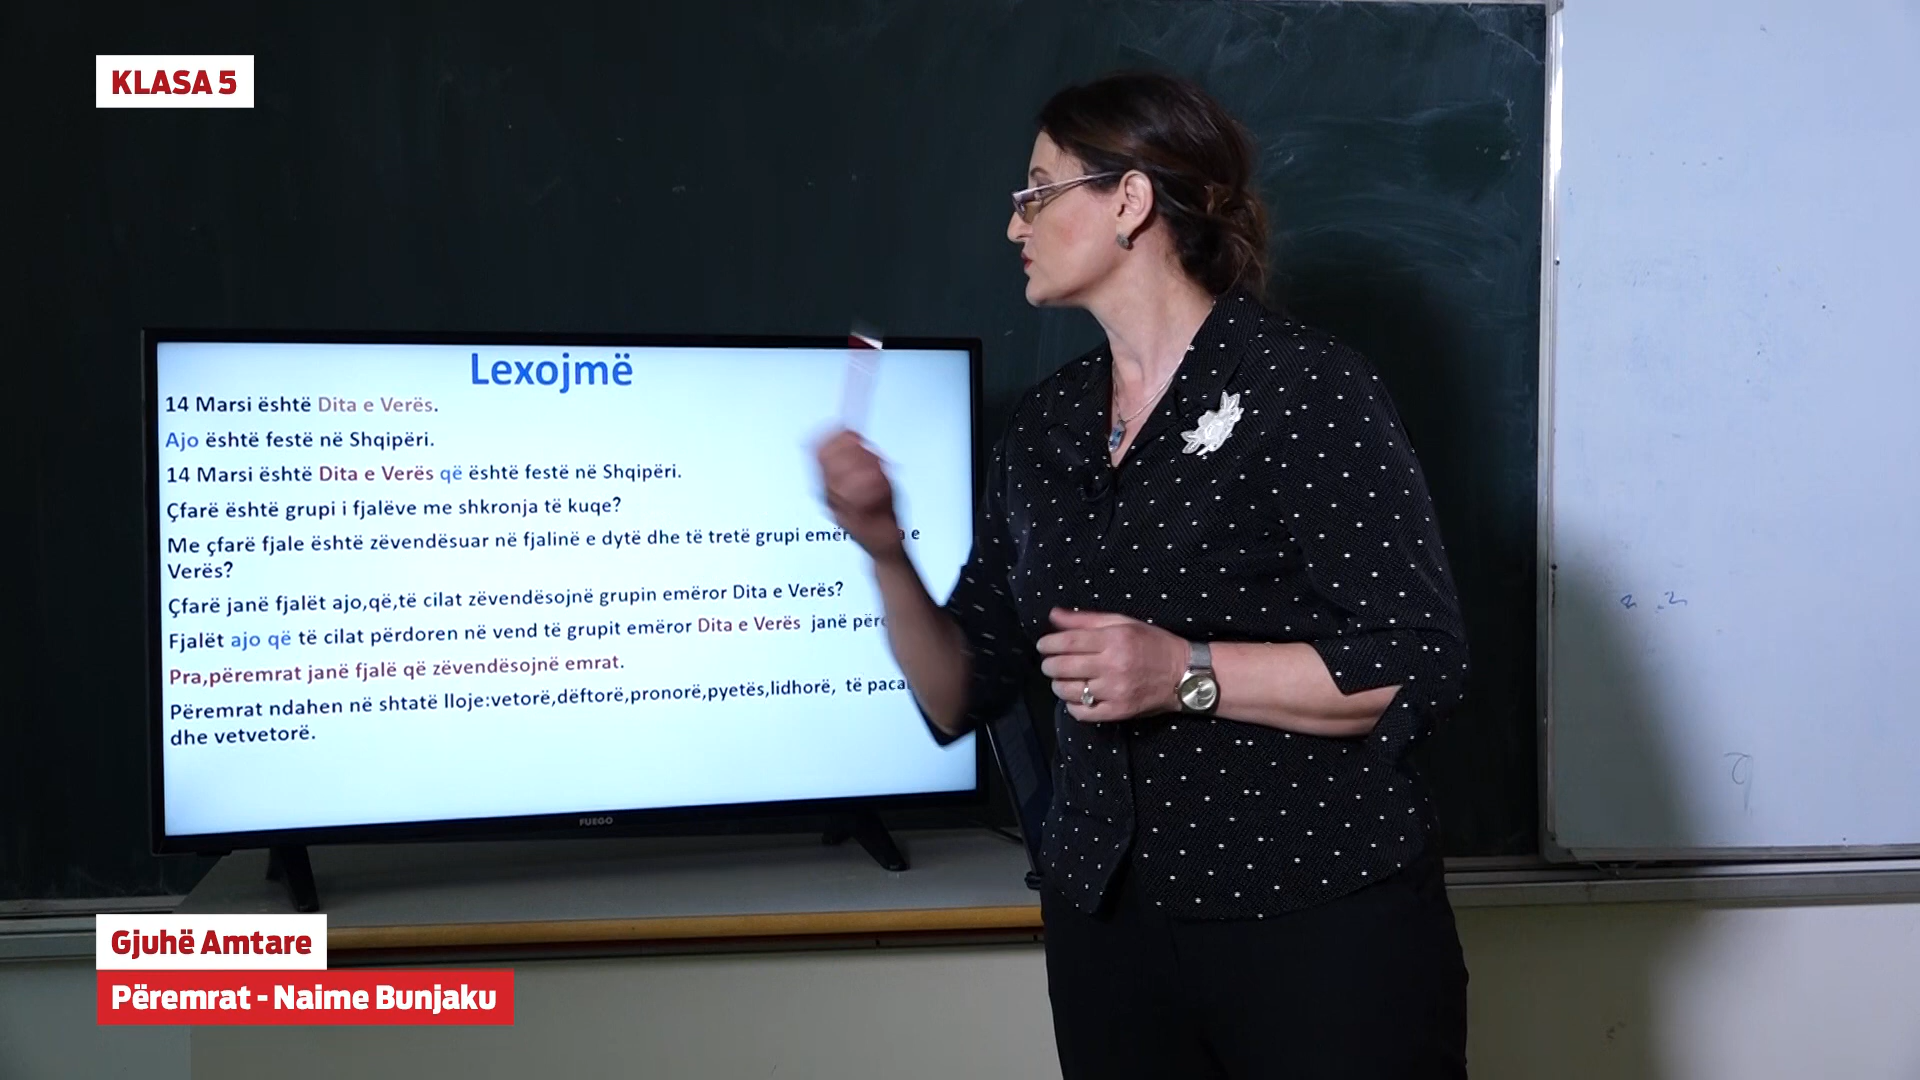 KLASA 5
Lexojmë
14 Marsi është Dita e Verës.
Ajo është festë në Shqipëri.
14 Marsi është Dita e Verës që është festë në Shqipëri.
Çfarë është grupi i fjalëve me shkronja të kuqe?
Me çfarë fjale është zëvendësuar në fjalinë e dytë dhe të tretë grupi e
Verës?
Çfarë janë fjalët ajo,që,të cilat zëvendësojnë grupin emëror Dita e Verës?
Fjalët ajo që të cilat përdoren në vend të grupit emëror Dita e Verës janë
Pra,përemrat janë fjalë që zëvendësojnë emrat.
Përemrat ndahen në shtatë lloje:vetorë,dëftorë,pronorë,pyetës,lidhorë, të
dhe vetvetorë.
FUEGO
Gjuhë Amtare
Përemrat - Naime Bunjaku